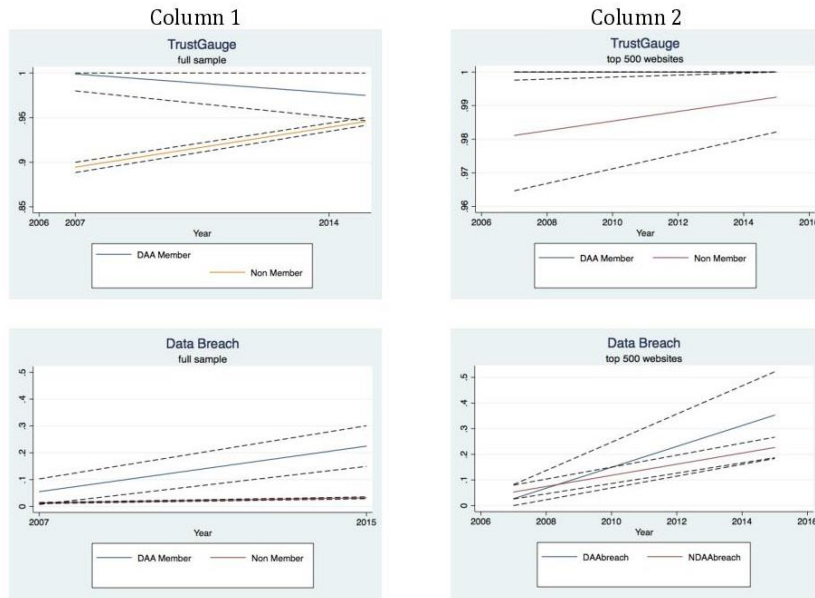 Column 1
Column 2
TrustGauge
full sample
1
.95
.9
.85
2006
2007
2014
Year
DAA Member
Non Member
TrustGauge
top 500 websites
1
.99
.98
.97
.96
2006
2008
2010
2012
2014
2016
Year
DAA Member
Non Member
Data Breach
full sample
.5
.4
.3
.2
.1
0
2007
2015
Year
DAA Member
Non Member
Data Breach
top 500 websites
.5
.4
.3
.2
.1
0
2006
2008
2010
2012
2014
2016
Year
DAAbreach
NDAAbreach